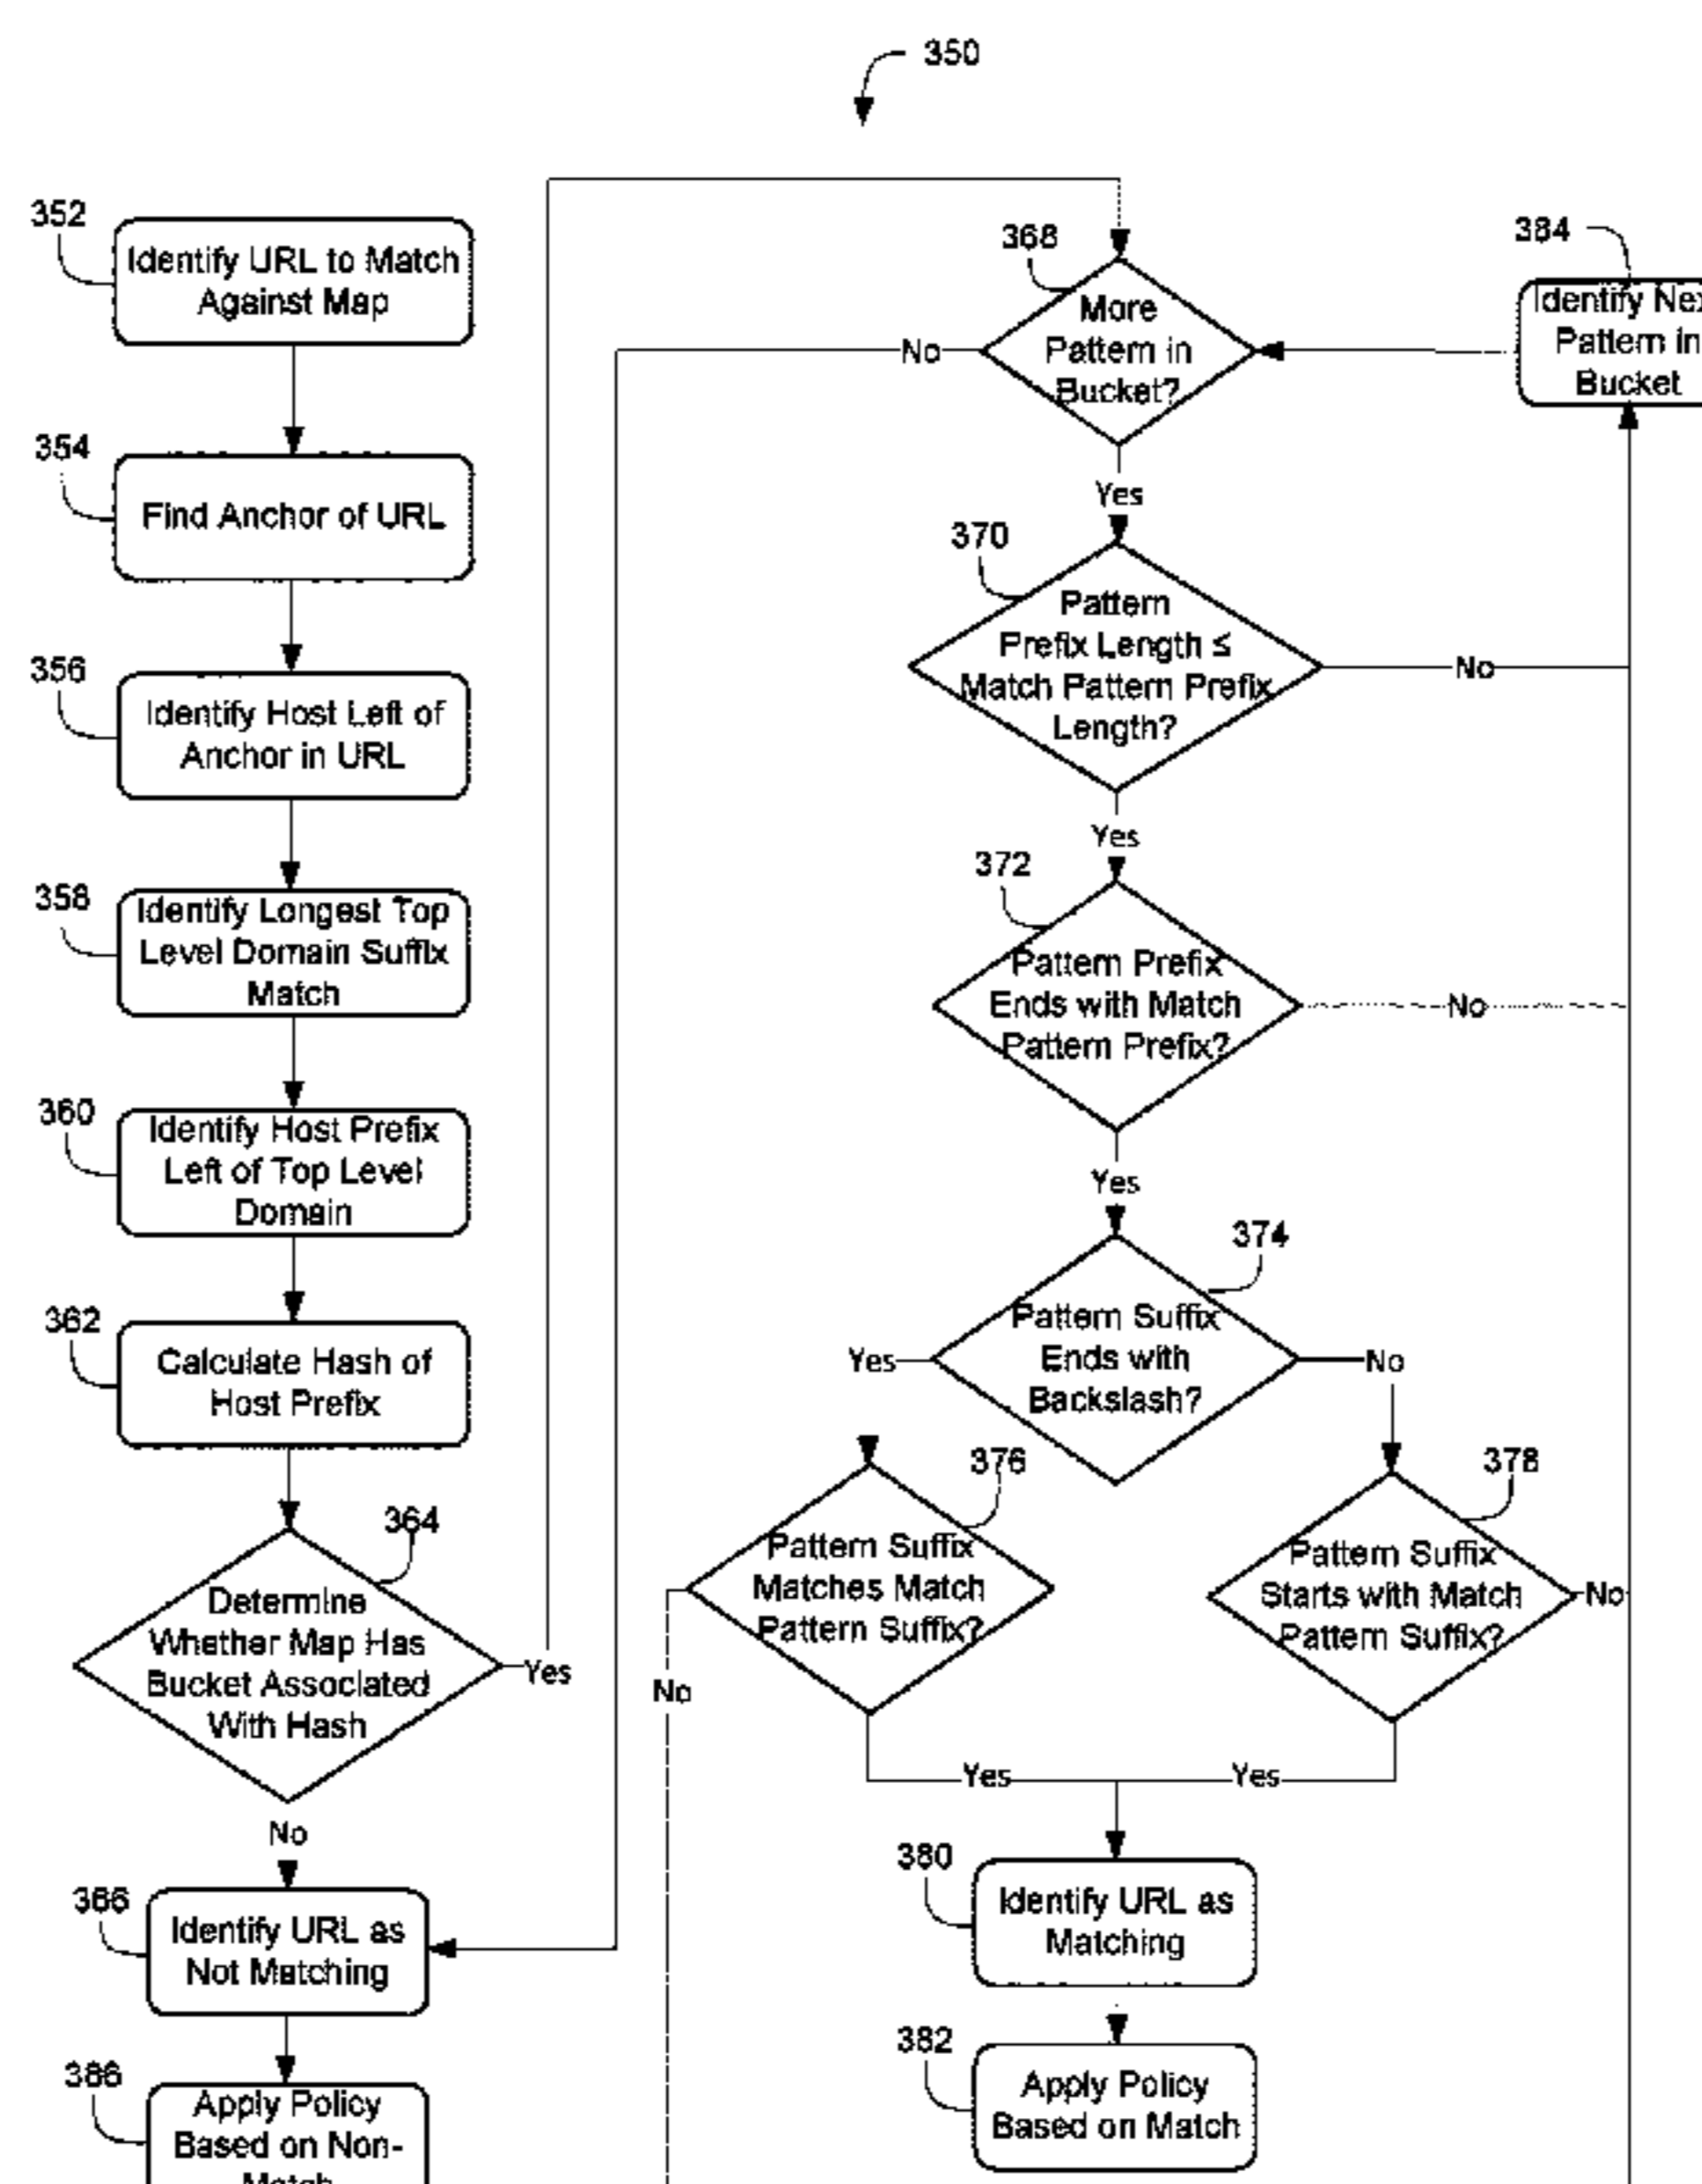 350
352
Identify URL to Match
Against Map
354
Find Anchor of URL
356
Identify Host Left of
Anchor in URL
358
Identify Longest Top
Level Domain Suffix
Match
360
Identify Host Prefix
Left of Top Level
Domain
362
Calculate Hash of
Host Prefix
364
Determine
Whether Map Has
Bucket Associated
With Hash
Yes
No
366
Identify URL as
Not Matching
386
Apply Policy
Based on Non-
Match
368
More
Pattern in
Bucket?
No
Yes
384
Identify Nex
Pattern in
Bucket
370
Pattern
Prefix Length ≤
Match Pattern Prefix
Length?
No
Yes
372
Pattern Prefix
Ends with Match
Pattern Prefix?
No
Yes
374
Pattern Suffix
Ends with
Backslash?
Yes
No
376
Pattern Suffix
Matches Match
Pattern Suffix?
No
Yes
378
Pattern Suffix
Starts with Match
Pattern Suffix?
No
Yes
380
Identify URL as
Matching
382
Apply Policy
Based on Match